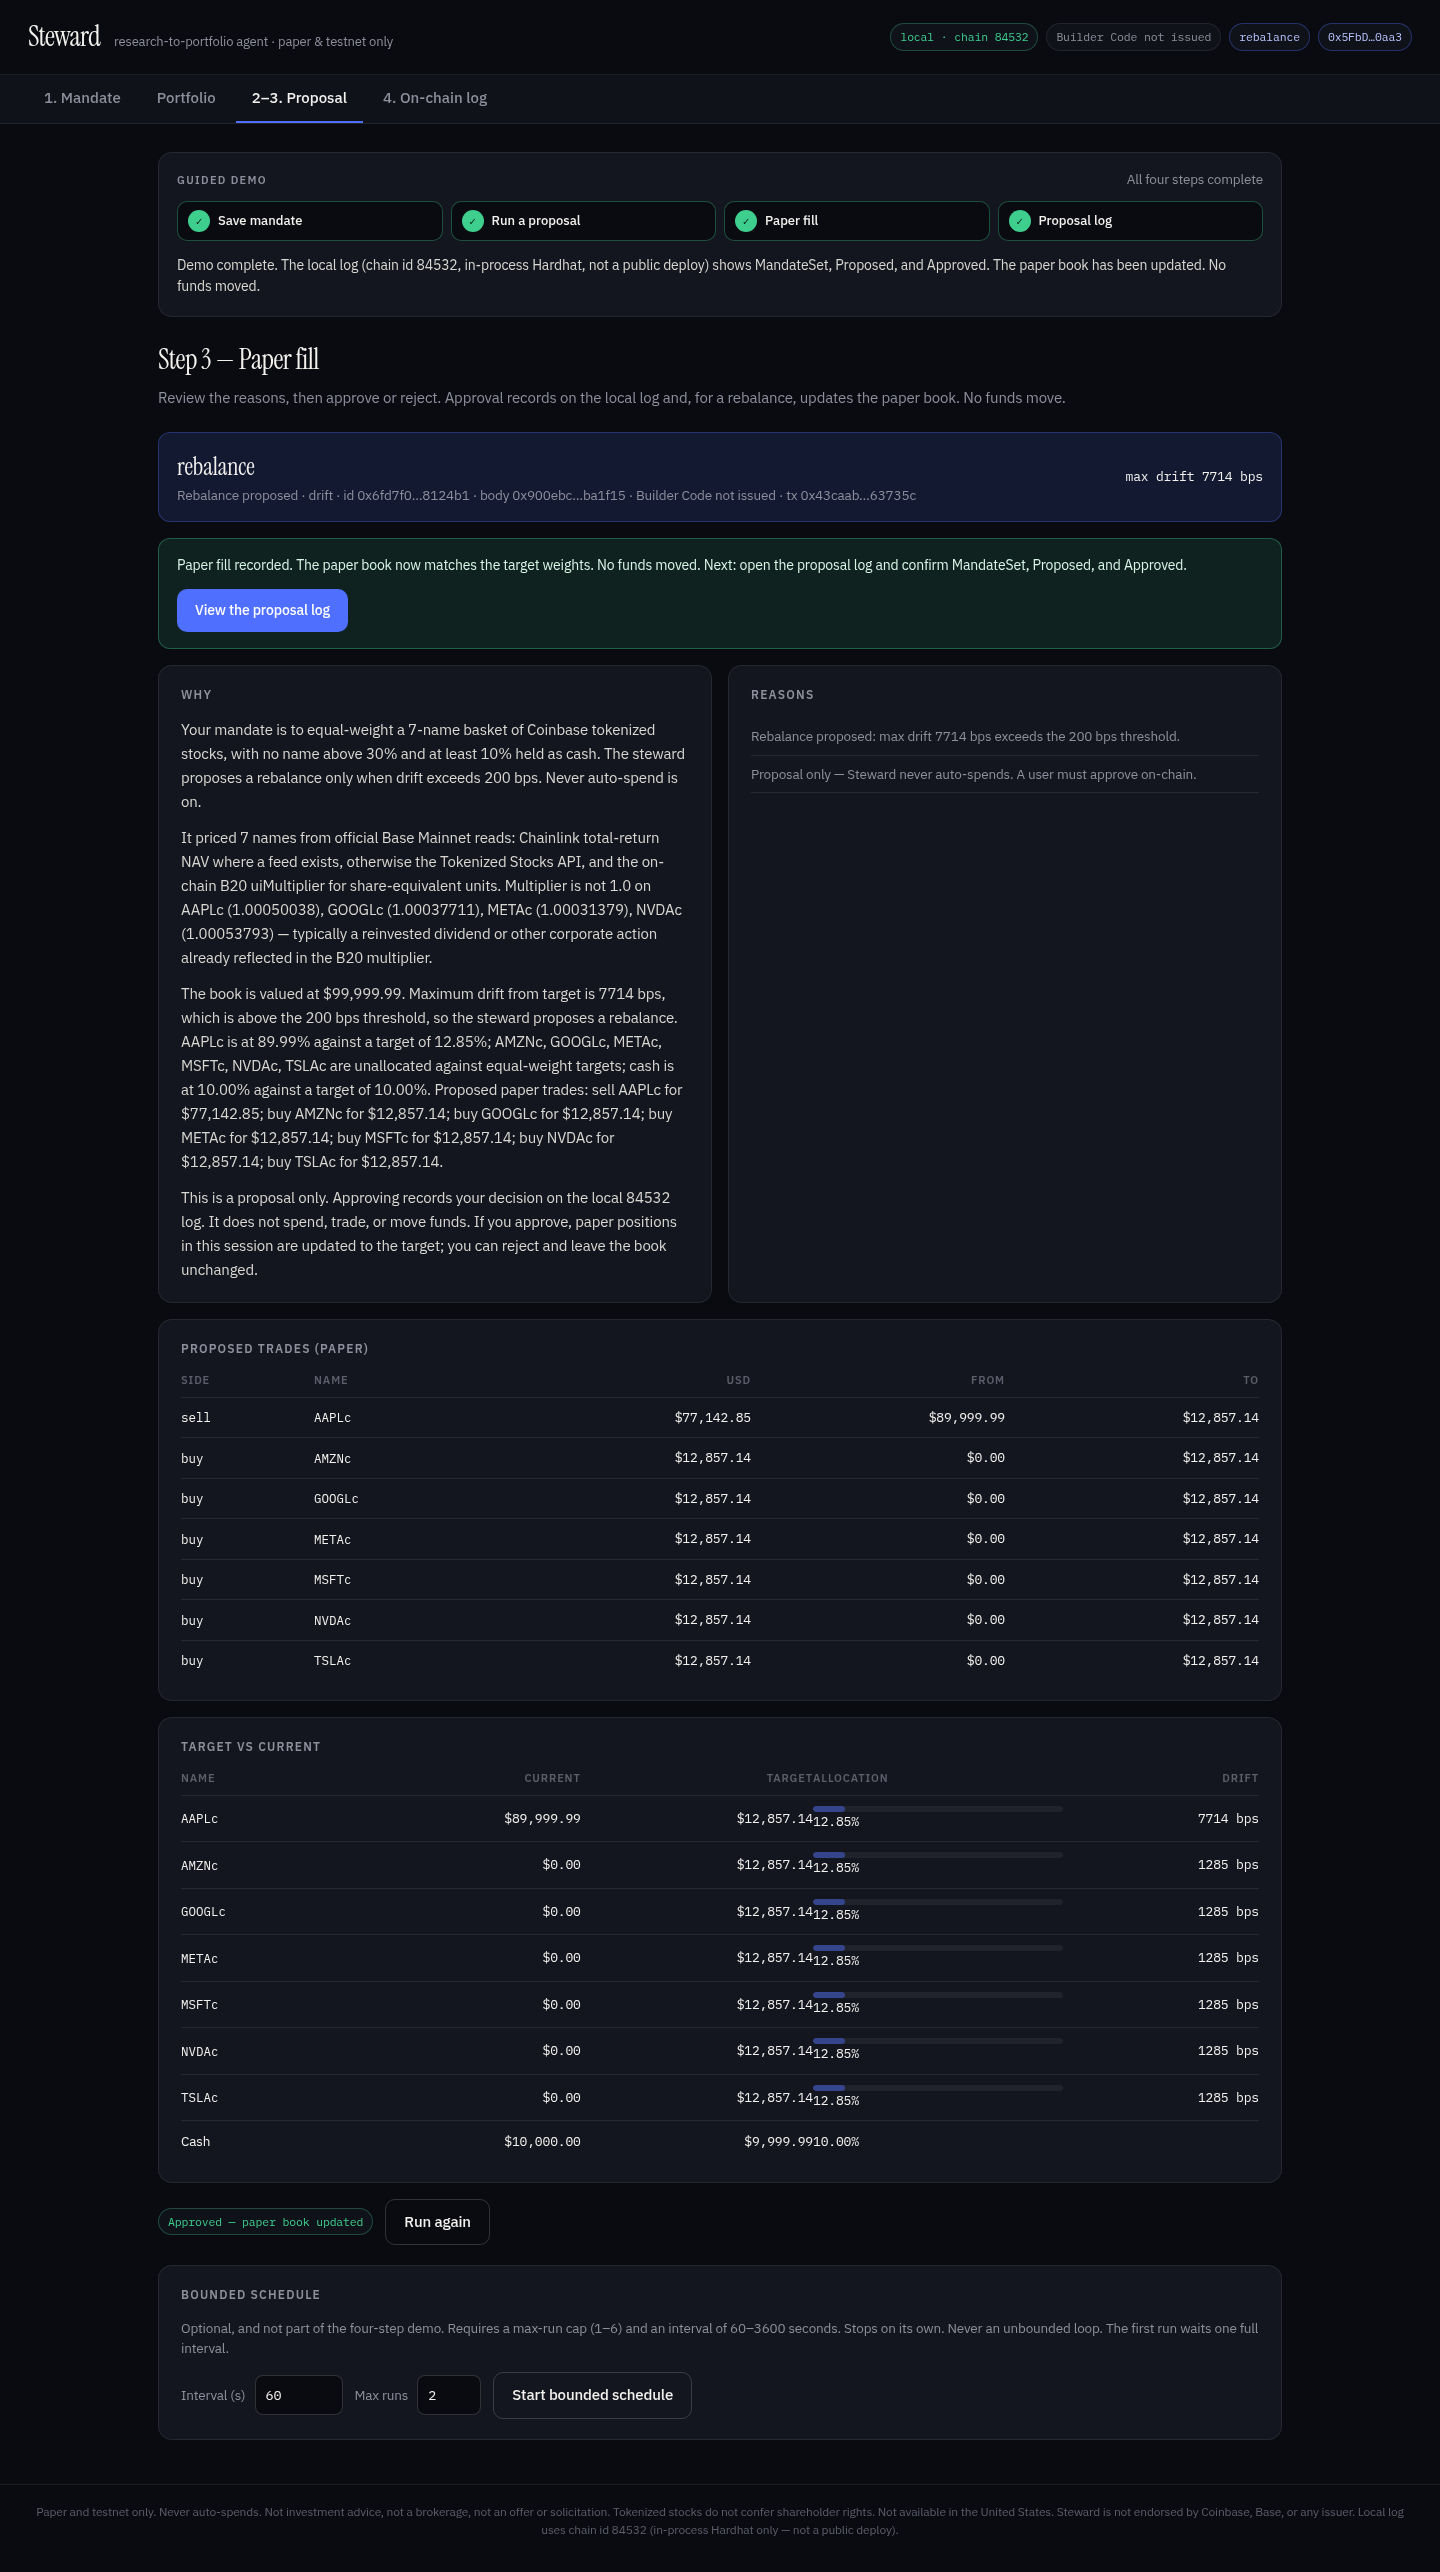 Steward research-to-portfolio agent · paper & testnet only
local · chain 84532 Builder Code not issued rebalance 0x5FbD…0aa3
1. Mandate Portfolio 2–3. Proposal 4. On-chain log
GUIDED DEMO All four steps complete
✓ Save mandate ✓ Run a proposal ✓ Paper fill ✓ Proposal log
Demo complete. The local log (chain id 84532, in-process Hardhat, not a public deploy) shows MandateSet, Proposed, and Approved. The paper book has been updated. No
funds moved.
Step 3 — Paper fill
Review the reasons, then approve or reject. Approval records on the local log and, for a rebalance, updates the paper book. No funds move.
rebalance
Rebalance proposed · drift · id 0x6fd7f0…8124b1 · body 0x900ebc…ba1f15 · Builder Code not issued · tx 0x43caab…63735c
max drift 7714 bps
Paper fill recorded. The paper book now matches the target weights. No funds moved. Next: open the proposal log and confirm MandateSet, Proposed, and Approved.
View the proposal log
WHY
Your mandate is to equal-weight a 7-name basket of Coinbase tokenized
stocks, with no name above 30% and at least 10% held as cash. The steward
proposes a rebalance only when drift exceeds 200 bps. Never auto-spend is
on.
It priced 7 names from official Base Mainnet reads: Chainlink total-return
NAV where a feed exists, otherwise the Tokenized Stocks API, and the on-
chain B20 uiMultiplier for share-equivalent units. Multiplier is not 1.0 on
AAPLc (1.00050038), GOOGLc (1.00037711), METAc (1.00031379), NVDAc
(1.00053793) — typically a reinvested dividend or other corporate action
already reflected in the B20 multiplier.
The book is valued at $99,999.99. Maximum drift from target is 7714 bps,
which is above the 200 bps threshold, so the steward proposes a rebalance.
AAPLc is at 89.99% against a target of 12.85%; AMZNc, GOOGLc, METAc,
MSFTc, NVDAc, TSLAc are unallocated against equal-weight targets; cash is
at 10.00% against a target of 10.00%. Proposed paper trades: sell AAPLc for
$77,142.85; buy AMZNc for $12,857.14; buy GOOGLc for $12,857.14; buy
METAc for $12,857.14; buy MSFTc for $12,857.14; buy NVDAc for
$12,857.14; buy TSLAc for $12,857.14.
This is a proposal only. Approving records your decision on the local 84532
log. It does not spend, trade, or move funds. If you approve, paper positions
in this session are updated to the target; you can reject and leave the book
unchanged.
REASONS
Rebalance proposed: max drift 7714 bps exceeds the 200 bps threshold.
Proposal only — Steward never auto-spends. A user must approve on-chain.
PROPOSED TRADES (PAPER)
SIDE NAME USD FROM TO
sell AAPLc $77,142.85 $89,999.99 $12,857.14
buy AMZNc $12,857.14 $0.00 $12,857.14
buy GOOGLc $12,857.14 $0.00 $12,857.14
buy METAc $12,857.14 $0.00 $12,857.14
buy MSFTc $12,857.14 $0.00 $12,857.14
buy NVDAc $12,857.14 $0.00 $12,857.14
buy TSLAc $12,857.14 $0.00 $12,857.14
TARGET VS CURRENT
NAME CURRENT TARGET ALLOCATION DRIFT
AAPLc $89,999.99 $12,857.14 12.85% 7714 bps
AMZNc $0.00 $12,857.14 12.85% 1285 bps
GOOGLc $0.00 $12,857.14 12.85% 1285 bps
METAc $0.00 $12,857.14 12.85% 1285 bps
MSFTc $0.00 $12,857.14 12.85% 1285 bps
NVDAc $0.00 $12,857.14 12.85% 1285 bps
TSLAc $0.00 $12,857.14 12.85% 1285 bps
Cash $10,000.00 $9,999.99 10.00%
Approved — paper book updated Run again
BOUNDED SCHEDULE
Optional, and not part of the four-step demo. Requires a max-run cap (1–6) and an interval of 60–3600 seconds. Stops on its own. Never an unbounded loop. The first run waits one full
interval.
Interval (s) 60 Max runs 2 Start bounded schedule
Paper and testnet only. Never auto-spends. Not investment advice, not a brokerage, not an offer or solicitation. Tokenized stocks do not confer shareholder rights. Not available in the United States. Steward is not endorsed by Coinbase, Base, or any issuer. Local log
uses chain id 84532 (in-process Hardhat only — not a public deploy).